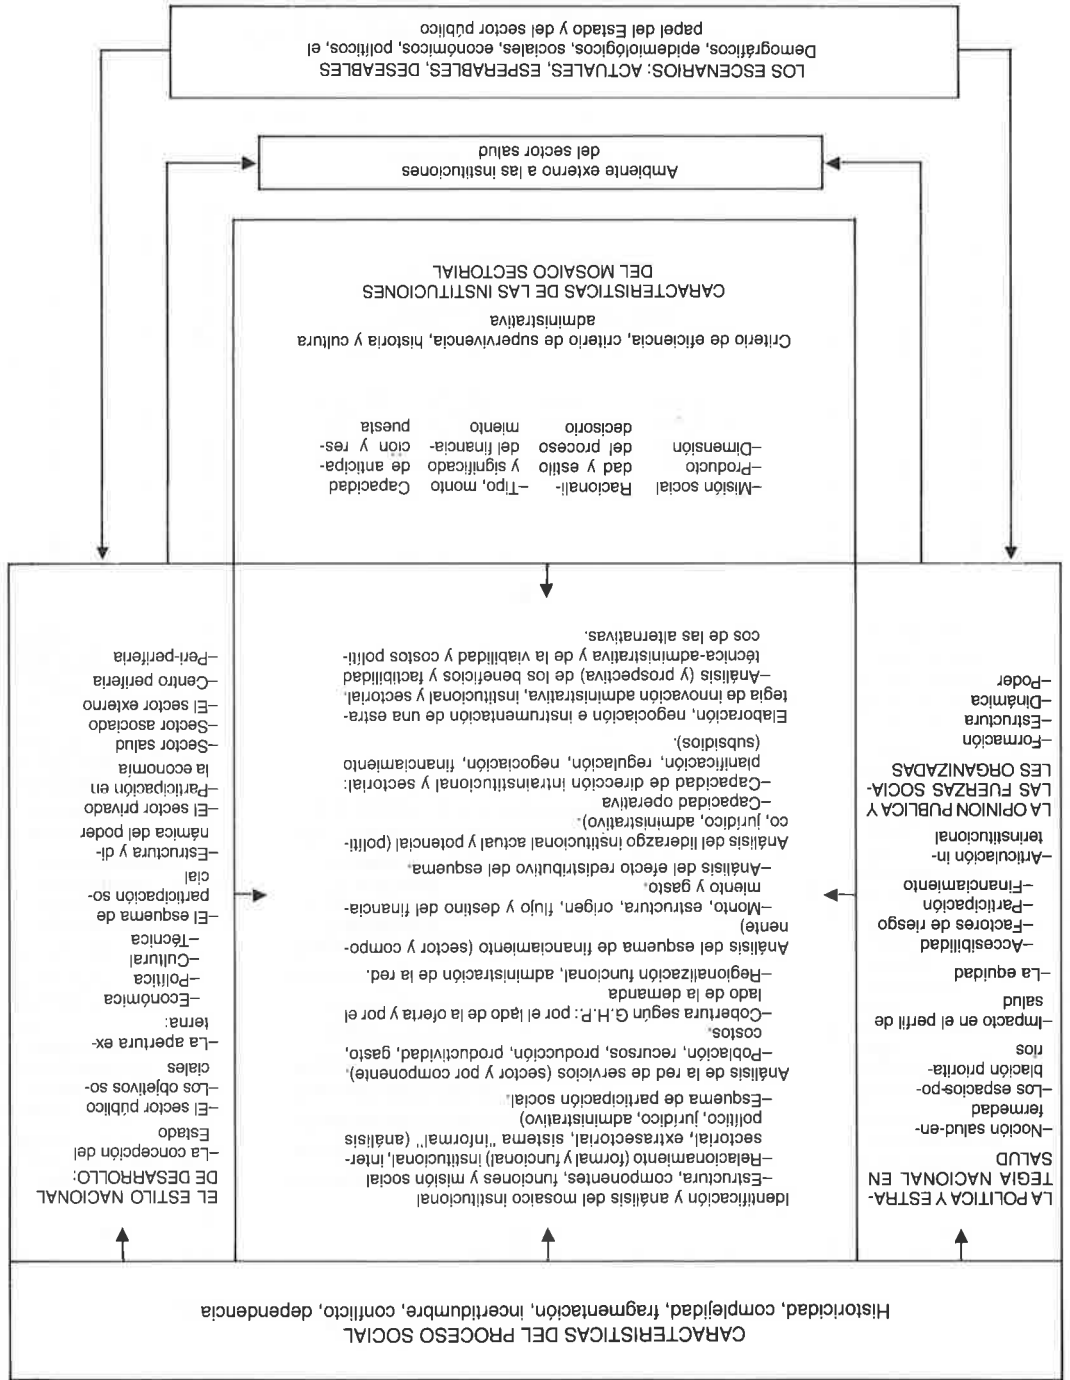 CARACTERISTICAS DEL PROCESO SOCIAL
Historicidad, complejidad, fragmentación, incertidumbre, conflicto, dependencia
LA POLITICA Y ESTRA-
TEGIA NACIONAL EN
SALUD
–Noción salud-en-
fermedad
–Los espacios-po-
blación priorita-
rios
–Impacto en el perfil de
salud
–La equidad
–Accesibilidad
–Factores de riesgo
–Participación
–Financiamiento
–Articulación in-
terinstitucional
LA OPINION PUBLICA Y
LAS FUERZAS SOCIA-
LES ORGANIZADAS
–Formación
–Estructura
–Dinámica
–Poder
Identificación y análisis del mosaico institucional
–Estructura, componentes, funciones y misión social
–Relacionamiento (formal y funcional) institucional, inter-
sectorial, extrasectorial, sistema "informal" (análisis
político, jurídico, administrativo)
–Esquema de participación social.
Análisis de la red de servicios (sector y por componente).
–Población, recursos, producción, productividad, gasto,
costos.
–Cobertura según G.H.P.: por el lado de la oferta y por el
lado de la demanda
–Regionalización funcional, administración de la red.
Análisis del esquema de financiamiento (sector y compo-
nente)
–Monto, estructura, origen, flujo y destino del financia-
miento y gasto.
–Análisis del efecto redistributivo del esquema.
Análisis del liderazgo institucional actual y potencial (políti-
co, jurídico, administrativo).
–Capacidad operativa
–Capacidad de dirección intrainstitucional y sectorial:
planificación, regulación, negociación, financiamiento
(subsidios).
Elaboración, negociación e instrumentación de una estra-
tegia de innovación administrativa, institucional y sectorial.
–Análisis (y prospectiva) de los beneficios y factibilidad
técnica-administrativa y de la viabilidad y costos políti-
cos de las alternativas.
EL ESTILO NACIONAL
DE DESARROLLO:
–La concepción del
Estado
–El sector público
–Los objetivos so-
ciales
–La apertura ex-
terna:
–Económica
–Política
–Cultural
–Técnica
–El esquema de
participación so-
cial
–Estructura y di-
námica del poder
–El sector privado
–Participación en
la economía
–Sector salud
–Sector asociado
–El sector externo
–Centro periferia
–Peri-periferia
–Misión social
–Producto
–Dimensión
Racionali-
dad y estilo
del proceso
decisorio
–Tipo, monto
y significado
del financia-
miento
Capacidad
de anticipa-
ción y res-
puesta
Criterio de eficiencia, criterio de supervivencia, historia y cultura
administrativa
CARACTERISTICAS DE LAS INSTITUCIONES
DEL MOSAICO SECTORIAL
Ambiente externo a las instituciones
del sector salud
LOS ESCENARIOS: ACTUALES, ESPERABLES, DESEABLES
Demográficos, epidemiológicos, sociales, económicos, políticos, el
papel del Estado y del sector público